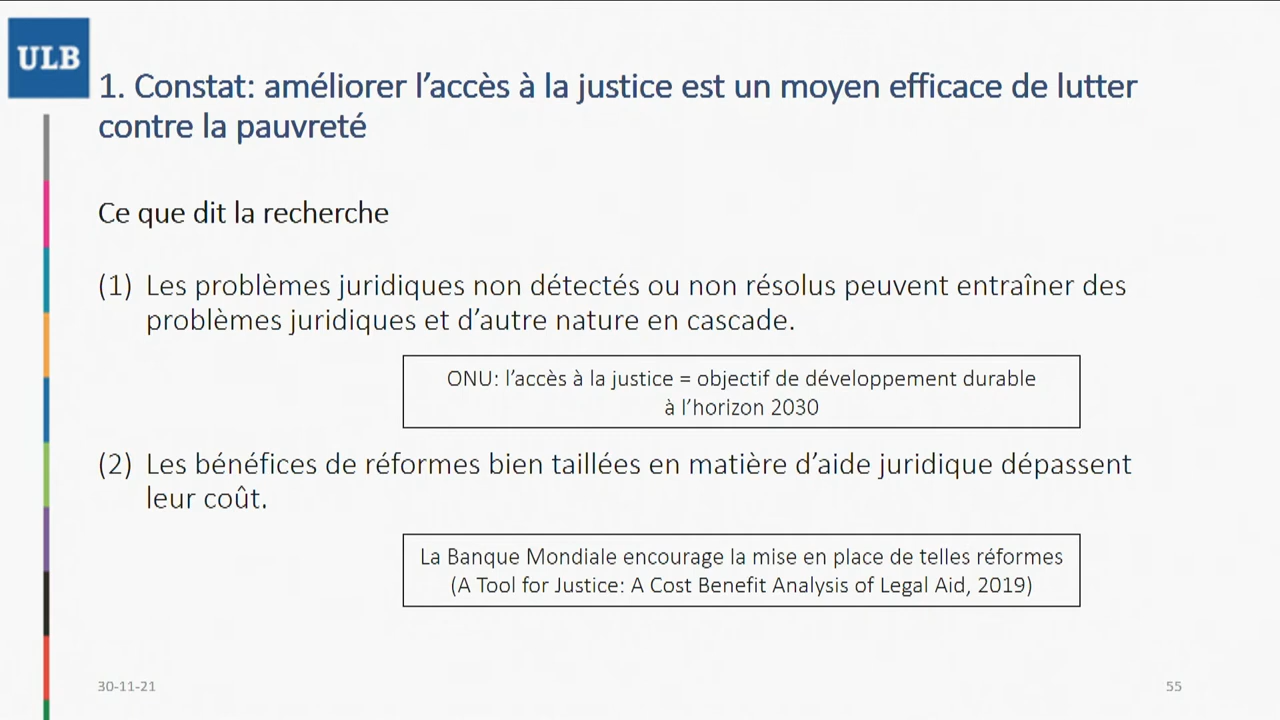 ULB
1. Constat: améliorer l’accès à la justice est un moyen efficace de lutter
contre la pauvreté
Ce que dit la recherche
(1) Les problèmes juridiques non détectés ou non résolus peuvent entraîner des
problèmes juridiques et d’autre nature en cascade.
ONU: l’accès à la justice = objectif de développement durable
à l’horizon 2030
(2) Les bénéfices de réformes bien taillées en matière d’aide juridique dépassent
leur coût.
La Banque Mondiale encourage la mise en place de telles réformes
(A Tool for Justice: A Cost Benefit Analysis of Legal Aid, 2019)
30-11-21
55